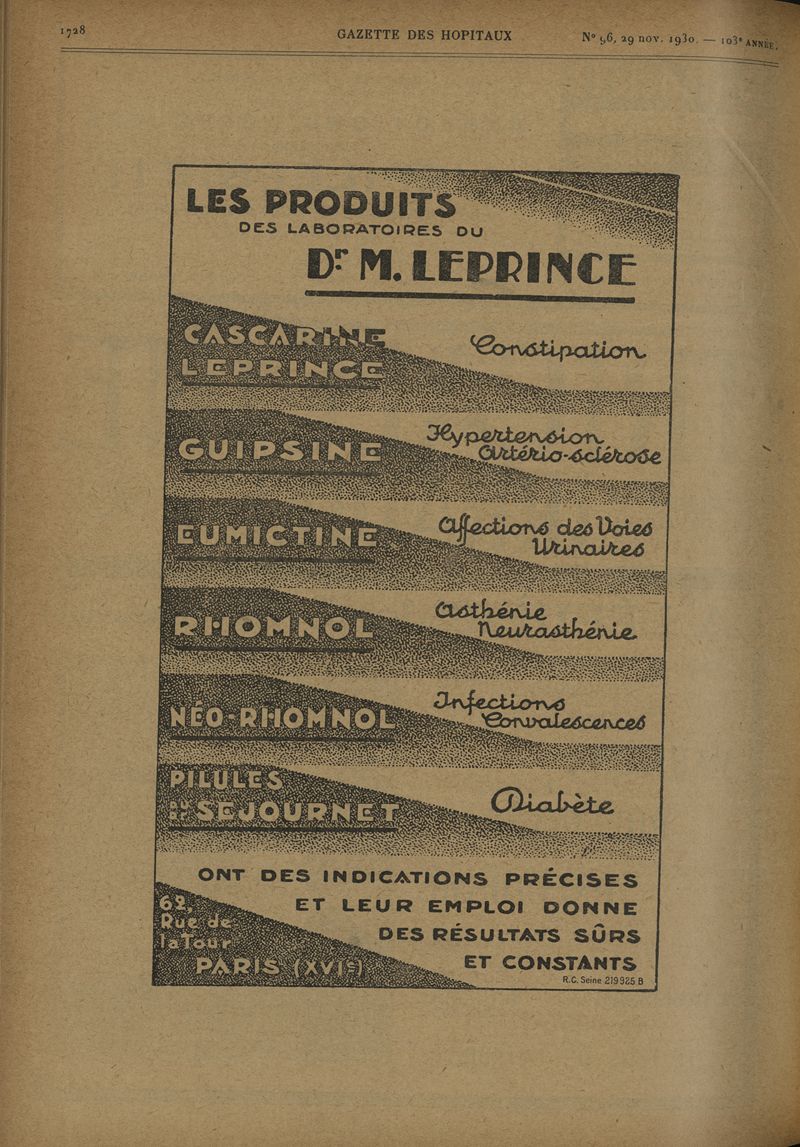 1728
GAZETTE DES HOPITAUX
N° 96, 29 nov. 1930. — 103e ANNÉE.
LES PRODUITS
DES LABORATOIRES DU
Dr M. LEPRINCE
CASCARINE
LEPRINCE
Constipation
GUIPSINE
Hypertension
Artério-sclérose
EUMICTINE
Affections des Voies
Urinaires
RHOMNOL
Asthénie
Neurasthénie
NÉO-RHOMNOL
Infections
Convalescences
PILULES
DU Dr SÉJOURNET
Diabète
ONT DES INDICATIONS PRÉCISES
ET LEUR EMPLOI DONNE
DES RÉSULTATS SÛRS
ET CONSTANTS
62,
Rue de
la Tour
PARIS (XVIe)
R.C. Seine 219925 B